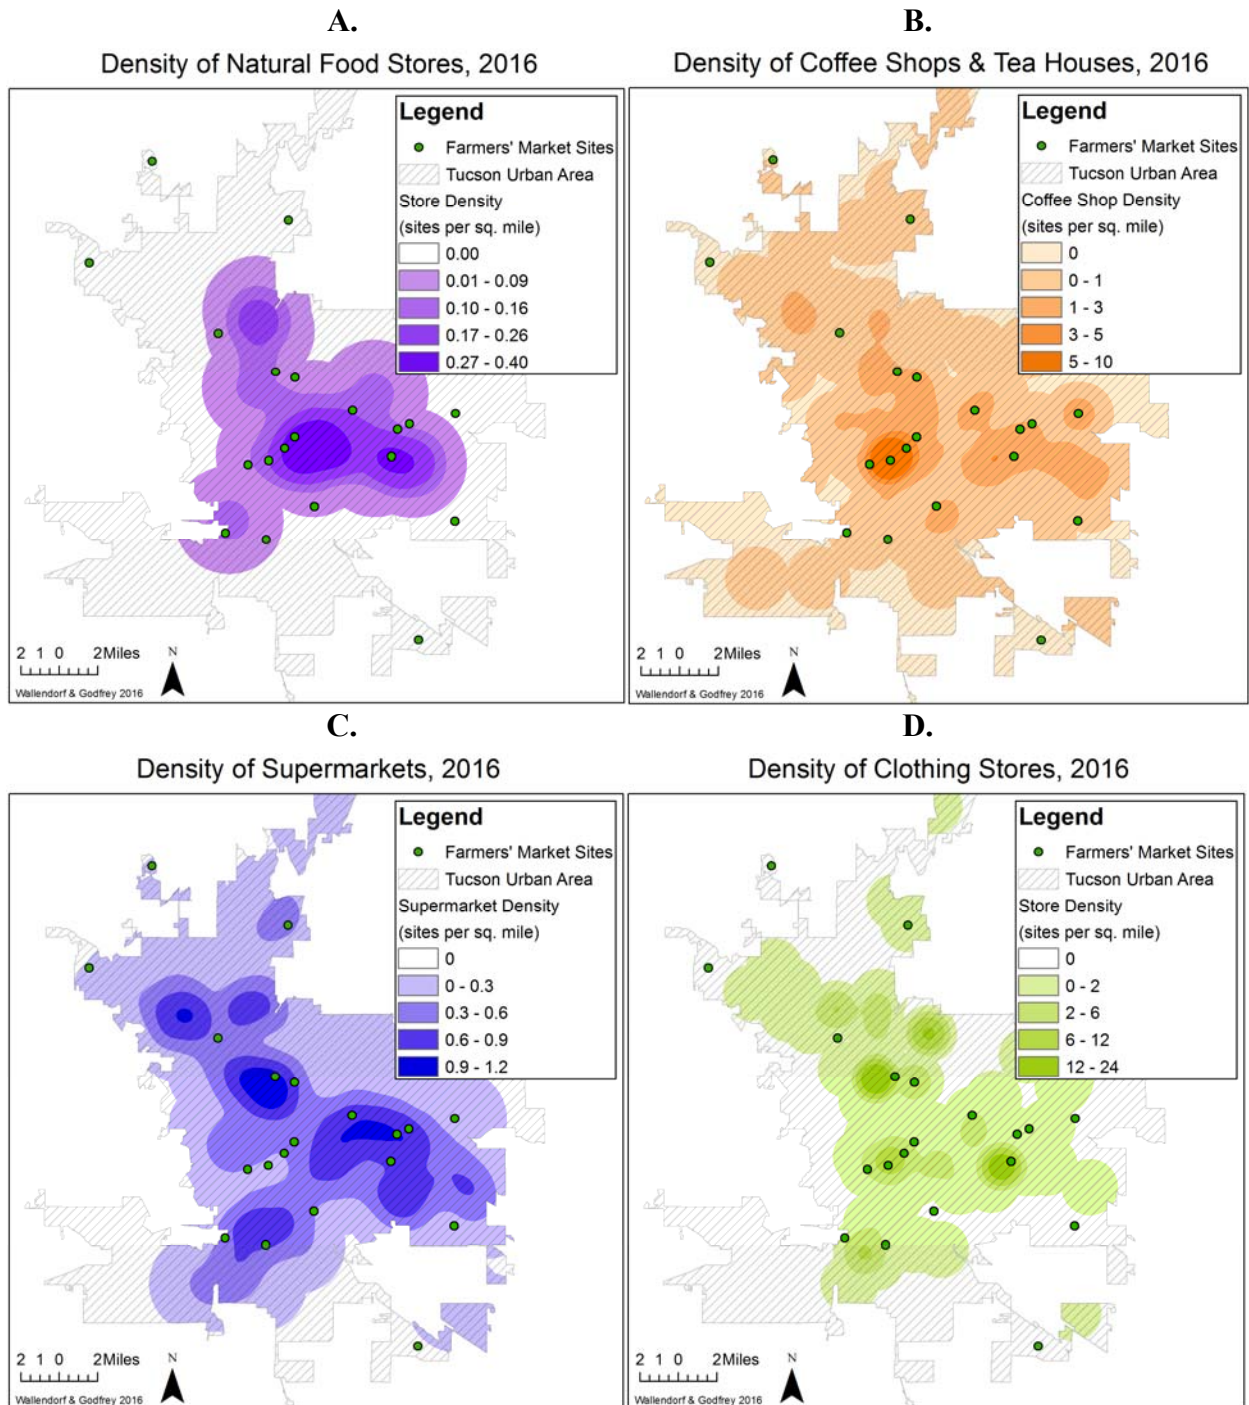 A.
Density of Natural Food Stores, 2016
Legend
Farmers' Market Sites
Tucson Urban Area
Store Density
(sites per sq. mile)
0.00
0.01 - 0.09
0.10 - 0.16
0.17 - 0.26
0.27 - 0.40
2 1 0 2Miles
N
Wallendorf & Godfrey 2016
B.
Density of Coffee Shops & Tea Houses, 2016
Legend
Farmers' Market Sites
Tucson Urban Area
Coffee Shop Density
(sites per sq. mile)
0
0 - 1
1 - 3
3 - 5
5 - 10
2 1 0 2Miles
N
Wallendorf & Godfrey 2016
C.
Density of Supermarkets, 2016
Legend
Farmers' Market Sites
Tucson Urban Area
Supermarket Density
(sites per sq. mile)
0
0 - 0.3
0.3 - 0.6
0.6 - 0.9
0.9 - 1.2
2 1 0 2Miles
N
Wallendorf & Godfrey 2016
D.
Density of Clothing Stores, 2016
Legend
Farmers' Market Sites
Tucson Urban Area
Store Density
(sites per sq. mile)
0
0 - 2
2 - 6
6 - 12
12 - 24
2 1 0 2Miles
N
Wallendorf & Godfrey 2016